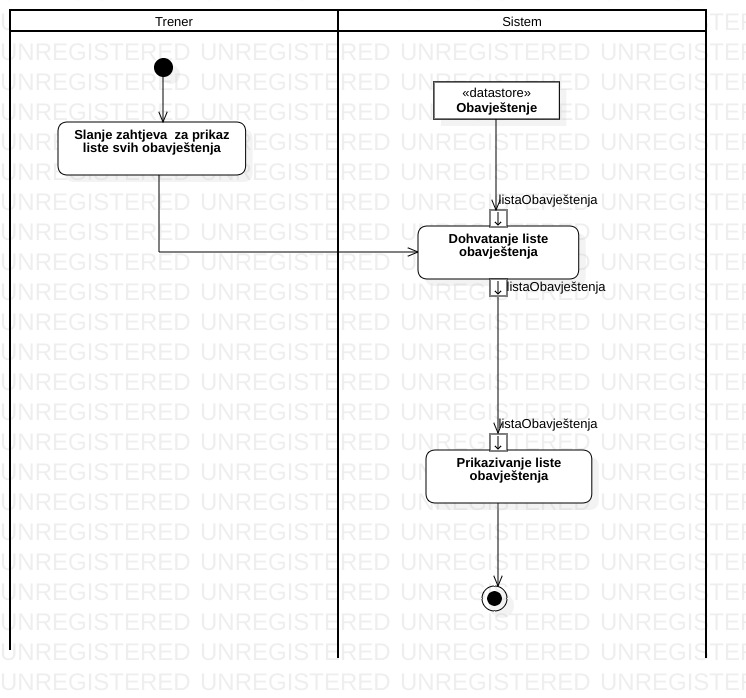 Trener
Sistem
«datastore»
Obavještenje
Slanje zahtjeva  za prikaz
liste svih obavještenja
listaObavještenja
Dohvatanje liste
obavještenja
listaObavještenja
listaObavještenja
Prikazivanje liste
obavještenja
UNREGISTERED UNREGISTERED UNREGISTERED UNREGISTERED